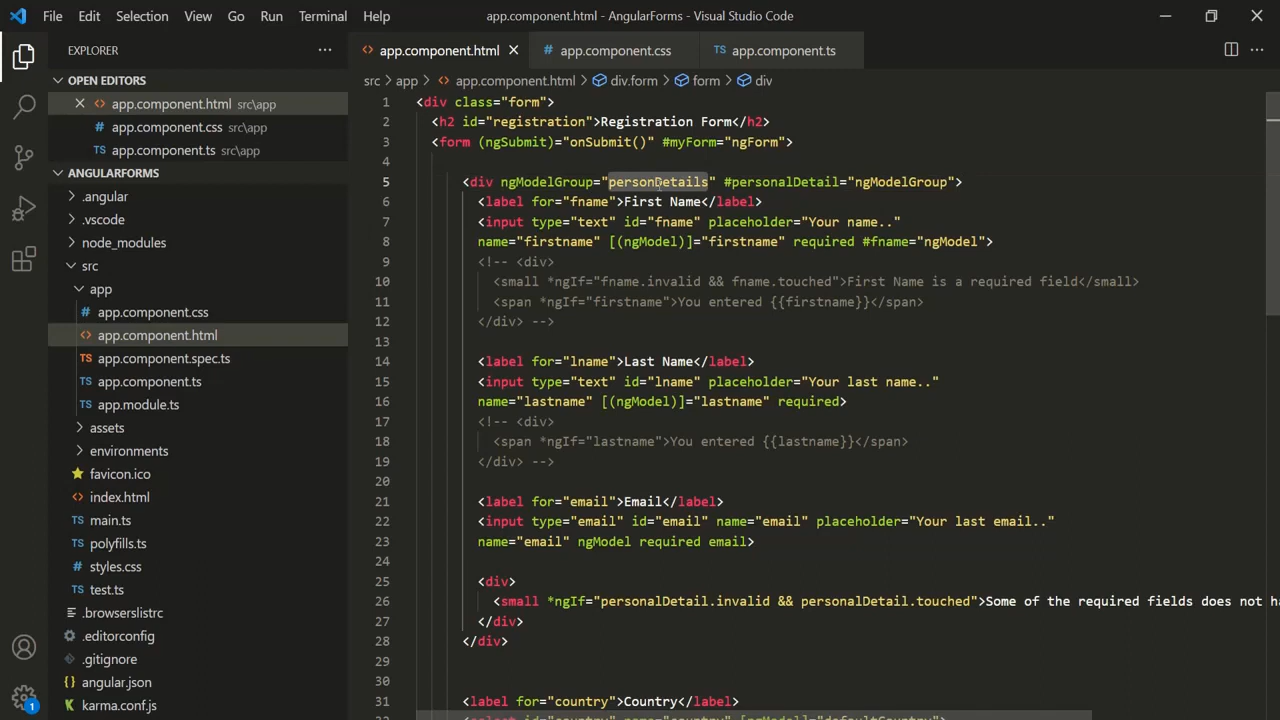 File Edit Selection View Go Run Terminal Help app.component.html - AngularForms - Visual Studio Code
EXPLORER
OPEN EDITORS
app.component.html src\app
app.component.css src\app
app.component.ts src\app
ANGULARFORMS
.angular
.vscode
node_modules
src
app
app.component.css
app.component.html
TS app.component.spec.ts
TS app.component.ts
TS app.module.ts
assets
environments
favicon.ico
index.html
TS main.ts
TS polyfills.ts
styles.css
TS test.ts
.browserslistrc
.editorconfig
.gitignore
angular.json
karma.conf.js
1
app.component.html app.component.css TS app.component.ts
src > app > app.component.html > div.form > form > div
1 <div class="form">
2 <h2 id="registration">Registration Form</h2>
3 <form (ngSubmit)="onSubmit()" #myForm="ngForm">
4
5 <div ngModelGroup="personDetails" #personalDetail="ngModelGroup">
6 <label for="fname">First Name</label>
7 <input type="text" id="fname" placeholder="Your name.."
8 name="firstname" [(ngModel)]="firstname" required #fname="ngModel">
9 <!-- <div>
10 <small *ngIf="fname.invalid && fname.touched">First Name is a required field</small>
11 <span *ngIf="firstname">You entered {{firstname}}</span>
12 </div> -->
13
14 <label for="lname">Last Name</label>
15 <input type="text" id="lname" placeholder="Your last name.."
16 name="lastname" [(ngModel)]="lastname" required>
17 <!-- <div>
18 <span *ngIf="lastname">You entered {{lastname}}</span>
19 </div> -->
20
21 <label for="email">Email</label>
22 <input type="email" id="email" name="email" placeholder="Your last email.."
23 name="email" ngModel required email>
24
25 <div>
26 <small *ngIf="personalDetail.invalid && personalDetail.touched">Some of the required fields does not ha
27 </div>
28 </div>
29
30
31 <label for="country">Country</label>